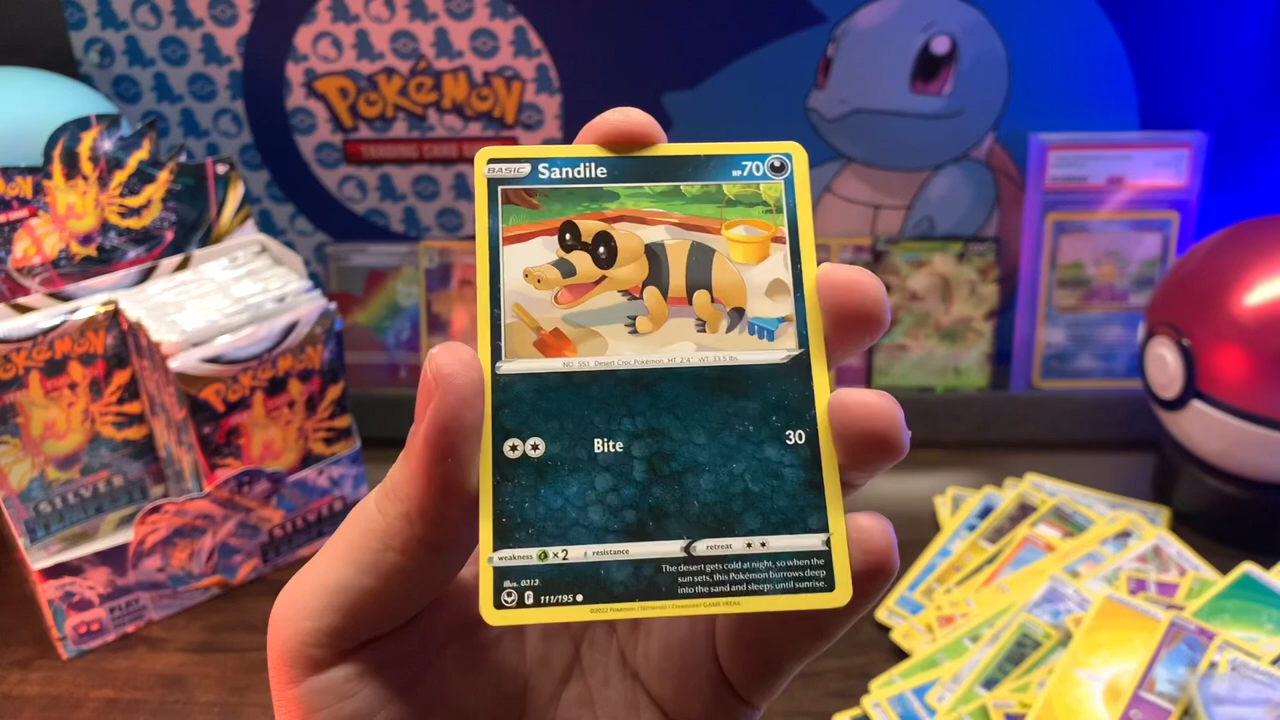 POKÉMON
TRADING CARD GAME
BASIC Sandile HP 70
NO. 551 Desert Croc Pokémon HT 2'4" WT 33.5 lbs.
Bite 30
weakness ×2 resistance retreat
The desert gets cold at night, so when the
sun sets, this Pokémon burrows deep
into the sand and sleeps until sunrise.
Illus. 0313
F 111/195
©2022 Pokémon / Nintendo / Creatures / GAME FREAK
POKÉMON
POKÉMON
SILVER
SILVER
PLAY